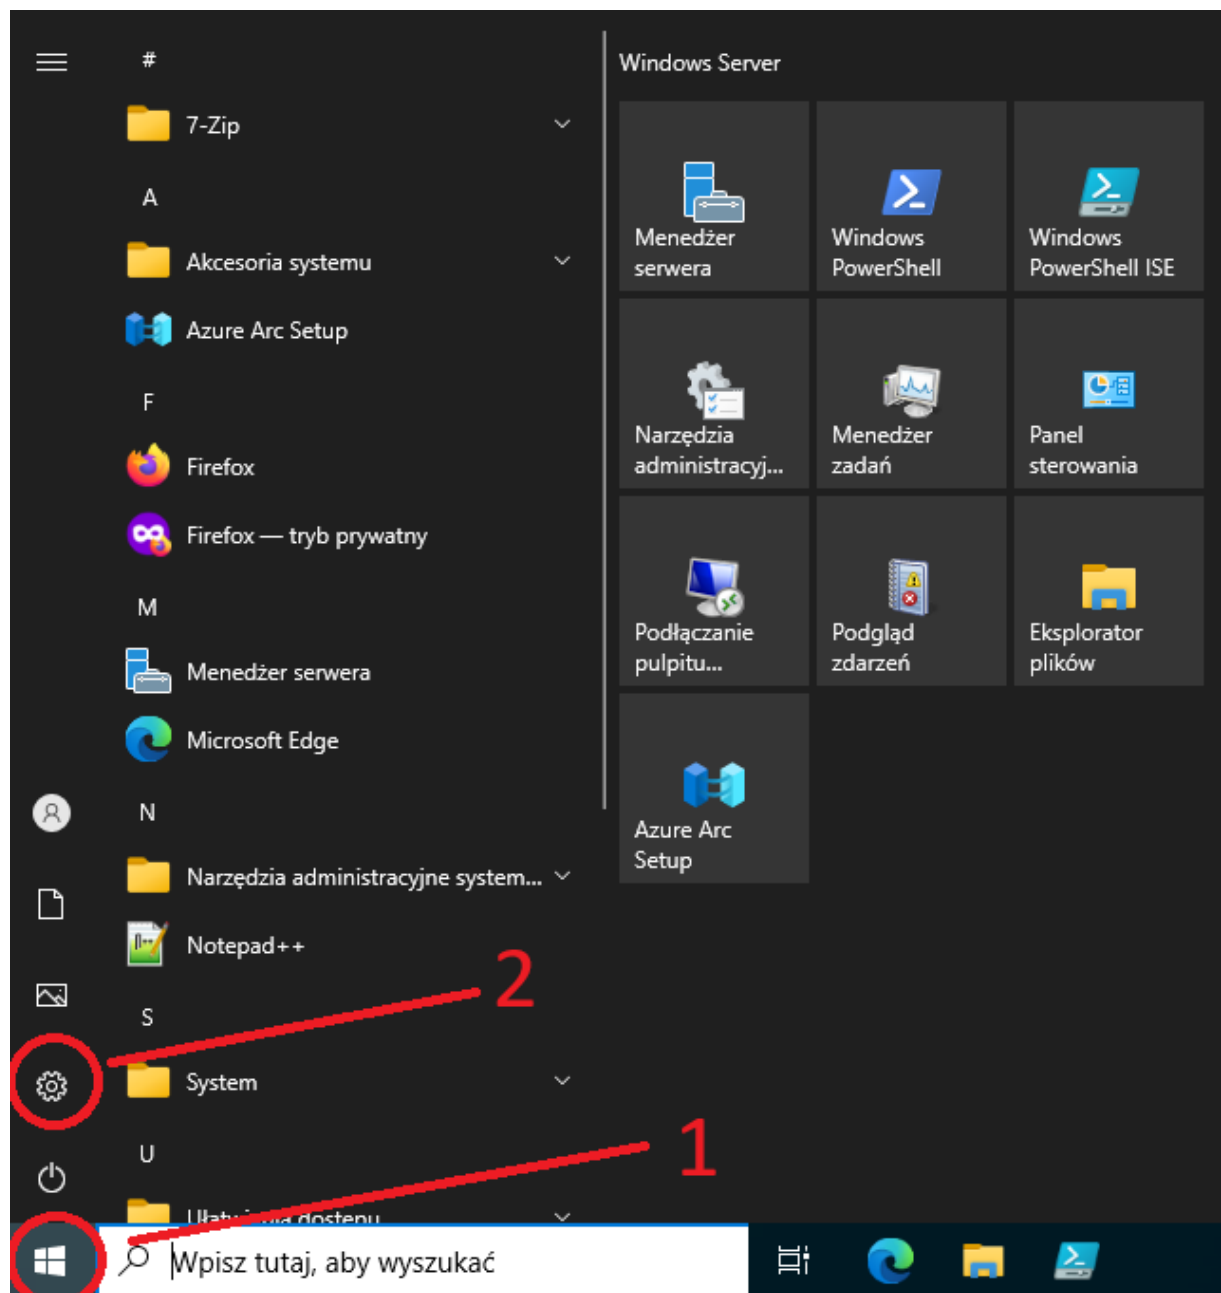 #
7-Zip
A
Akcesoria systemu
Azure Arc Setup
F
Firefox
Firefox — tryb prywatny
M
Menedżer serwera
Microsoft Edge
N
Narzędzia administracyjne system...
Notepad++
S
System
U
Ułatwienia dostępu
Windows Server
Menedżer
serwera
Windows
PowerShell
Windows
PowerShell ISE
Narzędzia
administracyj...
Menedżer
zadań
Panel
sterowania
Podłączanie
pulpitu...
Podgląd
zdarzeń
Eksplorator
plików
Azure Arc
Setup
2
1
Wpisz tutaj, aby wyszukać